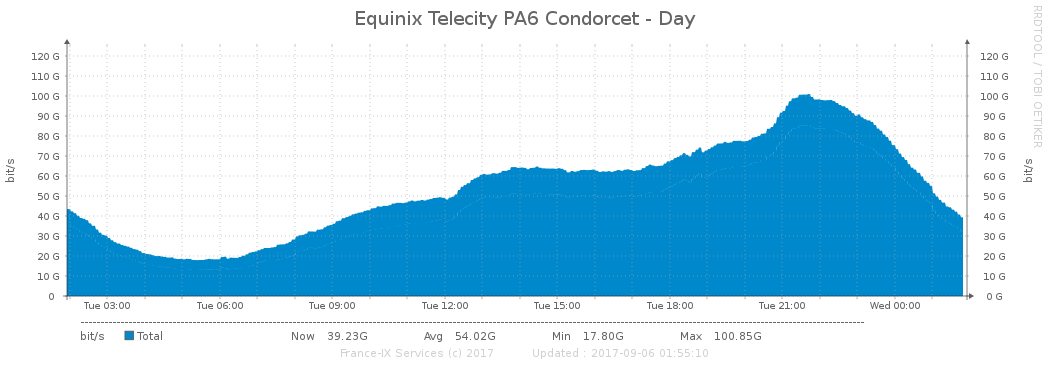 Equinix Telecity PA6 Condorcet - Day
RRDTOOL / TOBI OETIKER
bit/s
120 G 120 G
110 G 110 G
100 G 100 G
90 G 90 G
80 G 80 G
70 G 70 G
60 G 60 G
50 G 50 G
40 G 40 G
30 G 30 G
20 G 20 G
10 G 10 G
0 0 G
bit/s
Tue 03:00 Tue 06:00 Tue 09:00 Tue 12:00 Tue 15:00 Tue 18:00 Tue 21:00 Wed 00:00
bit/s Total Now 39.23G Avg 54.02G Min 17.80G Max 100.85G
France-IX Services (c) 2017 Updated : 2017-09-06 01:55:10